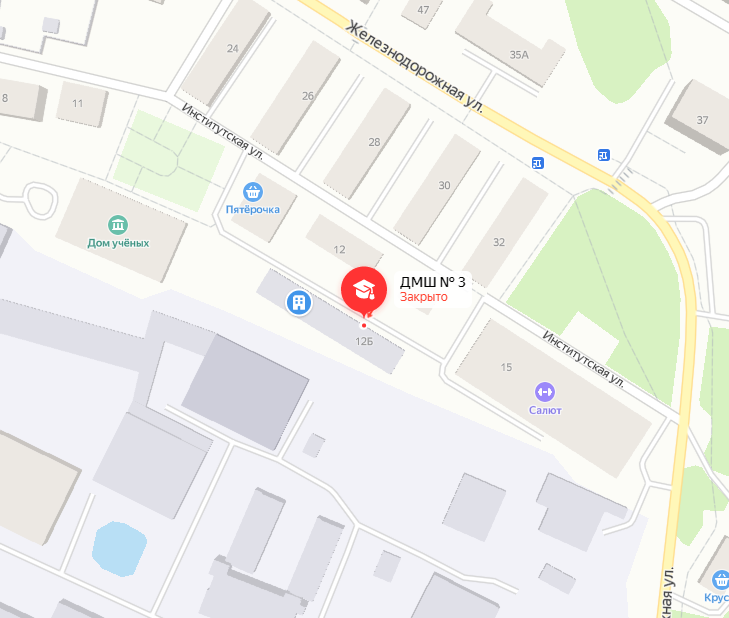 47
Железнодорожная ул.
35А
24
26
8
11
Институтская ул.
28
37
30
Пятёрочка
Дом учёных
12
32
ДМШ № 3
Закрыто
12Б
Институтская ул.
15
Салют
жная ул.
Крус